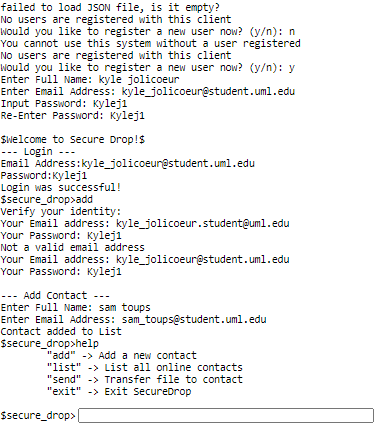 failed to load JSON file, is it empty?
No users are registered with this client
Would you like to register a new user now? (y/n): n
You cannot use this system without a user registered
No users are registered with this client
Would you like to register a new user now? (y/n): y
Enter Full Name: kyle jolicoeur
Enter Email Address: kyle_jolicoeur@student.uml.edu
Input Password: Kylej1
Re-Enter Password: Kylej1

$Welcome to Secure Drop!$
--- Login ---
Email Address:kyle_jolicoeur@student.uml.edu
Password:Kylej1
Login was successful!
$secure_drop>add
Verify your identity:
Your Email address: kyle_jolicoeur.student@uml.edu
Your Password: Kylej1
Not a valid email address
Your Email address: kyle_jolicoeur@student.uml.edu
Your Password: Kylej1

--- Add Contact ---
Enter Full Name: sam toups
Enter Email Address: sam_toups@student.uml.edu
Contact added to List
$secure_drop>help
"add" -> Add a new contact
"list" -> List all online contacts
"send" -> Transfer file to contact
"exit" -> Exit SecureDrop

$secure_drop>